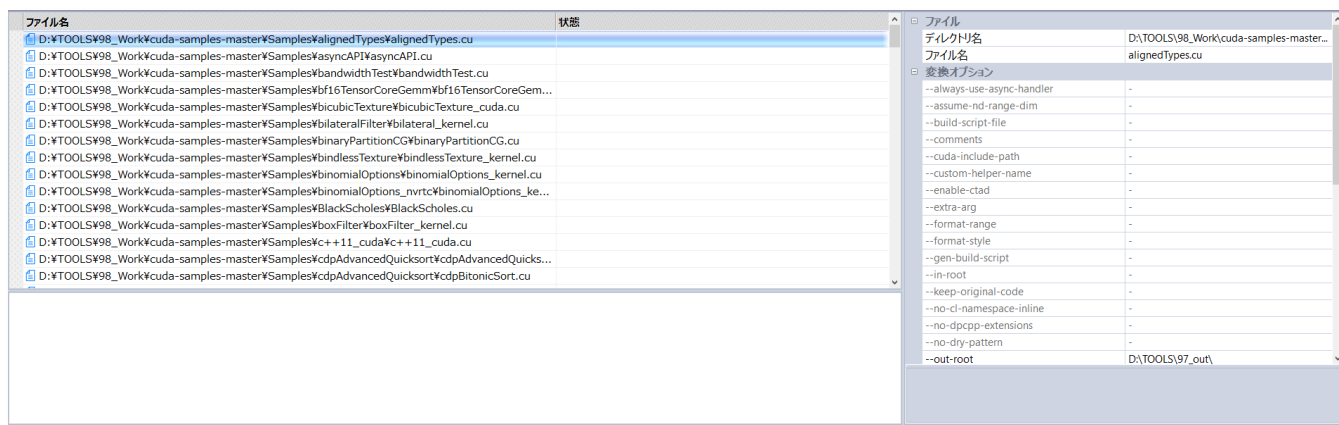 ファイル名 状態
D:¥TOOLS¥98_Work¥cuda-samples-master¥Samples¥alignedTypes¥alignedTypes.cu
D:¥TOOLS¥98_Work¥cuda-samples-master¥Samples¥asyncAPI¥asyncAPI.cu
D:¥TOOLS¥98_Work¥cuda-samples-master¥Samples¥bandwidthTest¥bandwidthTest.cu
D:¥TOOLS¥98_Work¥cuda-samples-master¥Samples¥bf16TensorCoreGemm¥bf16TensorCoreGem...
D:¥TOOLS¥98_Work¥cuda-samples-master¥Samples¥bicubicTexture¥bicubicTexture_cuda.cu
D:¥TOOLS¥98_Work¥cuda-samples-master¥Samples¥bilateralFilter¥bilateral_kernel.cu
D:¥TOOLS¥98_Work¥cuda-samples-master¥Samples¥binaryPartitionCG¥binaryPartitionCG.cu
D:¥TOOLS¥98_Work¥cuda-samples-master¥Samples¥bindlessTexture¥bindlessTexture_kernel.cu
D:¥TOOLS¥98_Work¥cuda-samples-master¥Samples¥binomialOptions¥binomialOptions_kernel.cu
D:¥TOOLS¥98_Work¥cuda-samples-master¥Samples¥binomialOptions_nvrtc¥binomialOptions_ke...
D:¥TOOLS¥98_Work¥cuda-samples-master¥Samples¥BlackScholes¥BlackScholes.cu
D:¥TOOLS¥98_Work¥cuda-samples-master¥Samples¥boxFilter¥boxFilter_kernel.cu
D:¥TOOLS¥98_Work¥cuda-samples-master¥Samples¥c++11_cuda¥c++11_cuda.cu
D:¥TOOLS¥98_Work¥cuda-samples-master¥Samples¥cdpAdvancedQuicksort¥cdpAdvancedQuicks...
D:¥TOOLS¥98_Work¥cuda-samples-master¥Samples¥cdpAdvancedQuicksort¥cdpBitonicSort.cu
ファイル
ディレクトリ名 D:\TOOLS\98_Work\cuda-samples-master...
ファイル名 alignedTypes.cu
変換オプション
--always-use-async-handler -
--assume-nd-range-dim -
--build-script-file -
--comments -
--cuda-include-path -
--custom-helper-name -
--enable-ctad -
--extra-arg -
--format-range -
--format-style -
--gen-build-script -
--in-root -
--keep-original-code -
--no-cl-namespace-inline -
--no-dpcpp-extensions -
--no-dry-pattern -
--out-root D:\TOOLS\97_out\